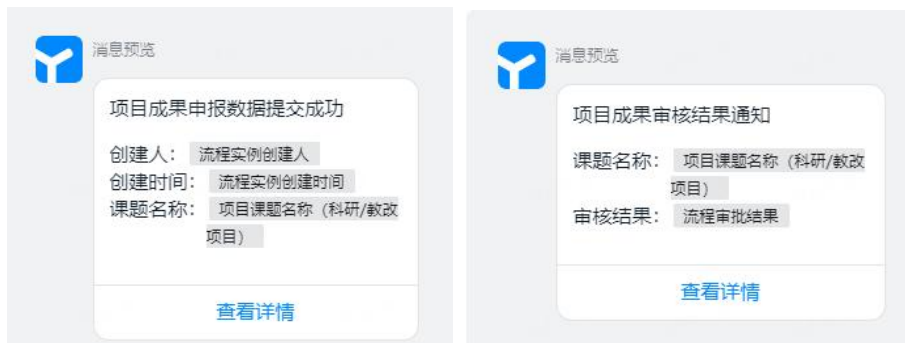 消息预览
项目成果申报数据提交成功
创建人： 流程实例创建人
创建时间： 流程实例创建时间
课题名称： 项目课题名称（科研/教改
项目）
查看详情
消息预览
项目成果审核结果通知
课题名称： 项目课题名称（科研/教改
项目）
审核结果： 流程审批结果
查看详情